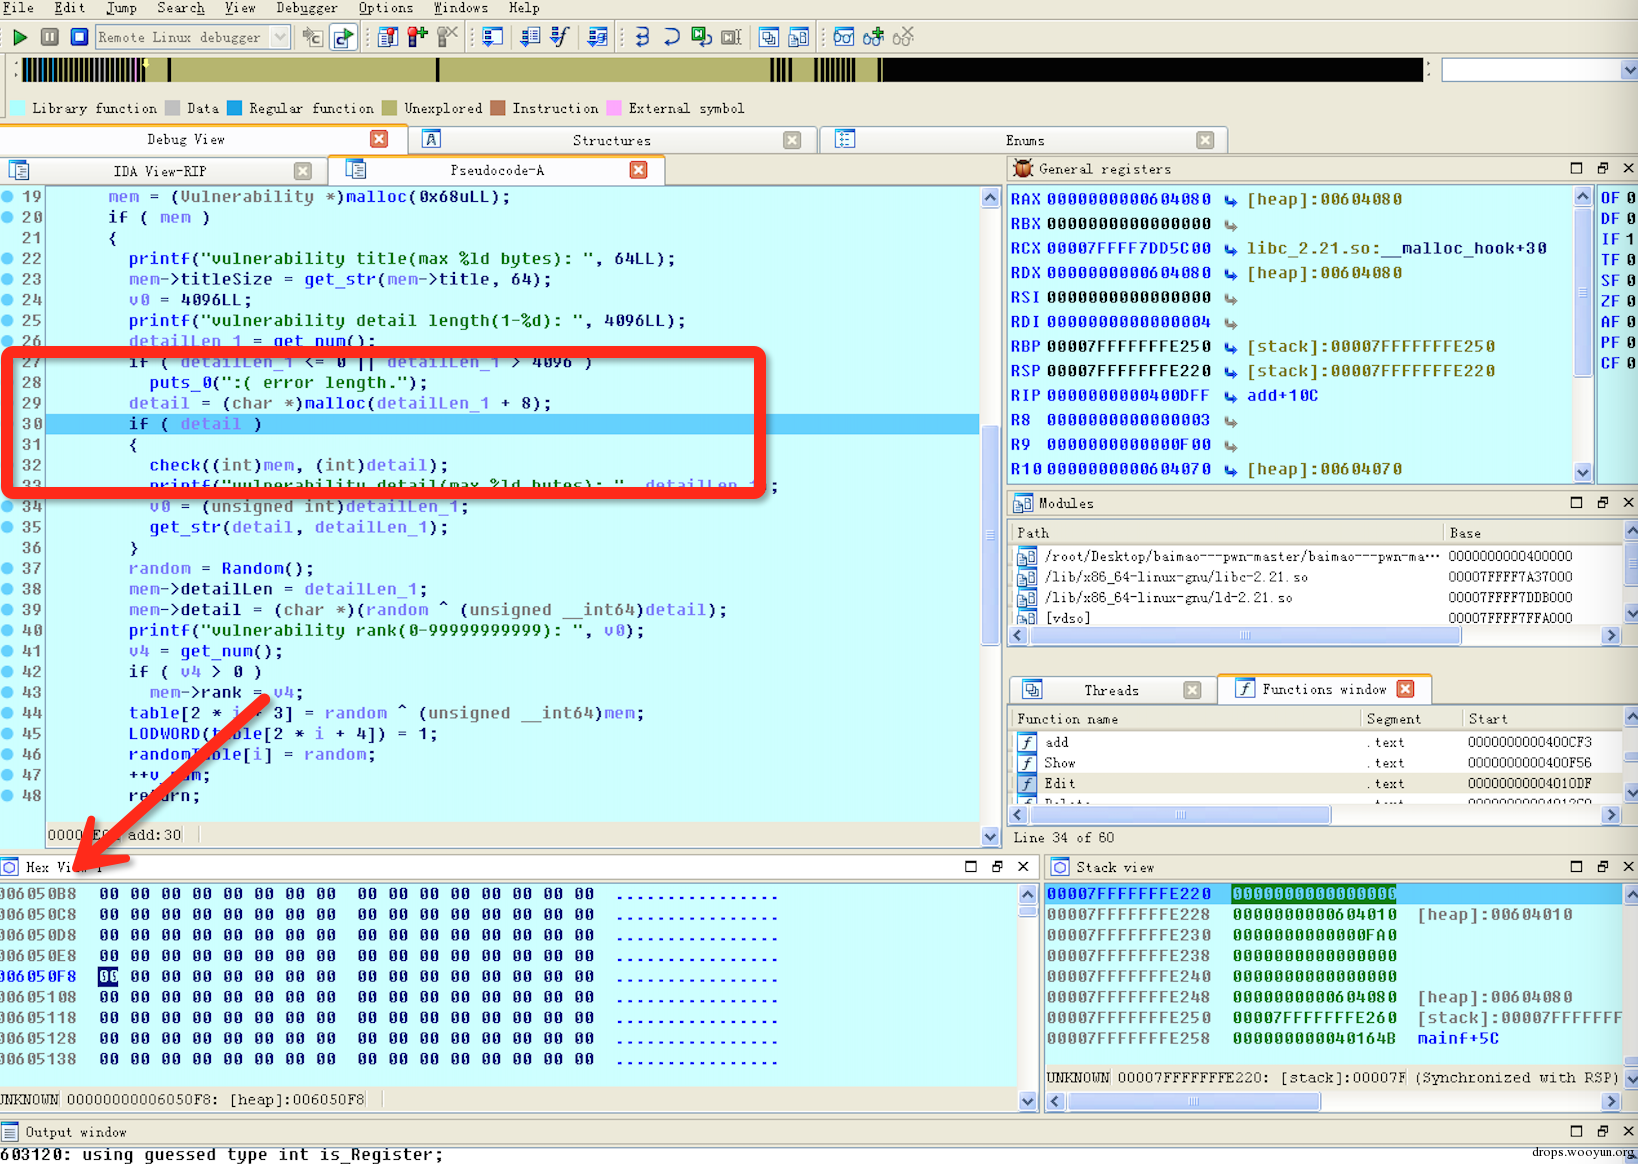 File Edit Jump Search View Debugger Options Windows Help
Remote Linux debugger
Library function Data Regular function Unexplored Instruction External symbol
Debug View Structures Enums
IDA View-RIP Pseudocode-A
19 mem = (Vulnerability *)malloc(0x68uLL);
20 if ( mem )
21 {
22 printf("vulnerability title(max %ld bytes): ", 64LL);
23 mem->titleSize = get_str(mem->title, 64);
24 v0 = 4096LL;
25 printf("vulnerability detail length(1-%d): ", 4096LL);
26 detailLen_1 = get_num();
27 if ( detailLen_1 <= 0 || detailLen_1 > 4096 )
28 puts_0(":( error length.");
29 detail = (char *)malloc(detailLen_1 + 8);
30 if ( detail )
31 {
32 check((int)mem, (int)detail);
33 printf("vulnerability detail(max %ld bytes): ", detailLen_1);
34 v0 = (unsigned int)detailLen_1;
35 get_str(detail, detailLen_1);
36 }
37 random = Random();
38 mem->detailLen = detailLen_1;
39 mem->detail = (char *)(random ^ (unsigned __int64)detail);
40 printf("vulnerability rank(0-99999999999): ", v0);
41 v4 = get_num();
42 if ( v4 > 0 )
43 mem->rank = v4;
44 table[2 * i + 3] = random ^ (unsigned __int64)mem;
45 LODWORD(table[2 * i + 4]) = 1;
46 randomTable[i] = random;
47 ++v_num;
48 return;
add:30
General registers
RAX 0000000000604080 [heap]:00604080
RBX 0000000000000000
RCX 00007FFFF7DD5C00 libc_2.21.so:__malloc_hook+30
RDX 0000000000604080 [heap]:00604080
RSI 0000000000000000
RDI 0000000000000004
RBP 00007FFFFFFFE250 [stack]:00007FFFFFFFE250
RSP 00007FFFFFFFE220 [stack]:00007FFFFFFFE220
RIP 0000000000400DFF add+10C
R8 0000000000000003
R9 0000000000000F00
R10 0000000000604070 [heap]:00604070
OF 0
DF 0
IF 1
TF 0
SF 0
ZF 0
AF 0
PF 0
CF 0
Modules
Path Base
/root/Desktop/baimao---pwn-master/baimao---pwn-ma··· 0000000000400000
/lib/x86_64-linux-gnu/libc-2.21.so 00007FFFF7A37000
/lib/x86_64-linux-gnu/ld-2.21.so 00007FFFF7DDB000
[vdso] 00007FFFF7FFA000
Threads Functions window
Function name Segment Start
add .text 0000000000400CF3
Show .text 0000000000400F56
Edit .text 00000000004010DF
Line 34 of 60
Hex View-1
006050B8 00 00 00 00 00 00 00 00 00 00 00 00 00 00 00 00 ................
006050C8 00 00 00 00 00 00 00 00 00 00 00 00 00 00 00 00 ................
006050D8 00 00 00 00 00 00 00 00 00 00 00 00 00 00 00 00 ................
006050E8 00 00 00 00 00 00 00 00 00 00 00 00 00 00 00 00 ................
006050F8 00 00 00 00 00 00 00 00 00 00 00 00 00 00 00 00 ................
00605108 00 00 00 00 00 00 00 00 00 00 00 00 00 00 00 00 ................
00605118 00 00 00 00 00 00 00 00 00 00 00 00 00 00 00 00 ................
00605128 00 00 00 00 00 00 00 00 00 00 00 00 00 00 00 00 ................
00605138 00 00 00 00 00 00 00 00 00 00 00 00 00 00 00 00 ................
UNKNOWN 00000000006050F8: [heap]:006050F8
Stack view
00007FFFFFFFE220 0000000000000000
00007FFFFFFFE228 0000000000604010 [heap]:00604010
00007FFFFFFFE230 0000000000000FA0
00007FFFFFFFE238 0000000000000000
00007FFFFFFFE240 0000000000000000
00007FFFFFFFE248 0000000000604080 [heap]:00604080
00007FFFFFFFE250 00007FFFFFFFE260 [stack]:00007FFFFFFF
00007FFFFFFFE258 000000000040164B mainf+5C
UNKNOWN 00007FFFFFFFE220: [stack]:00007F (Synchronized with RSP)
Output window
603120: using guessed type int is_Register;
drops.wooyun.org